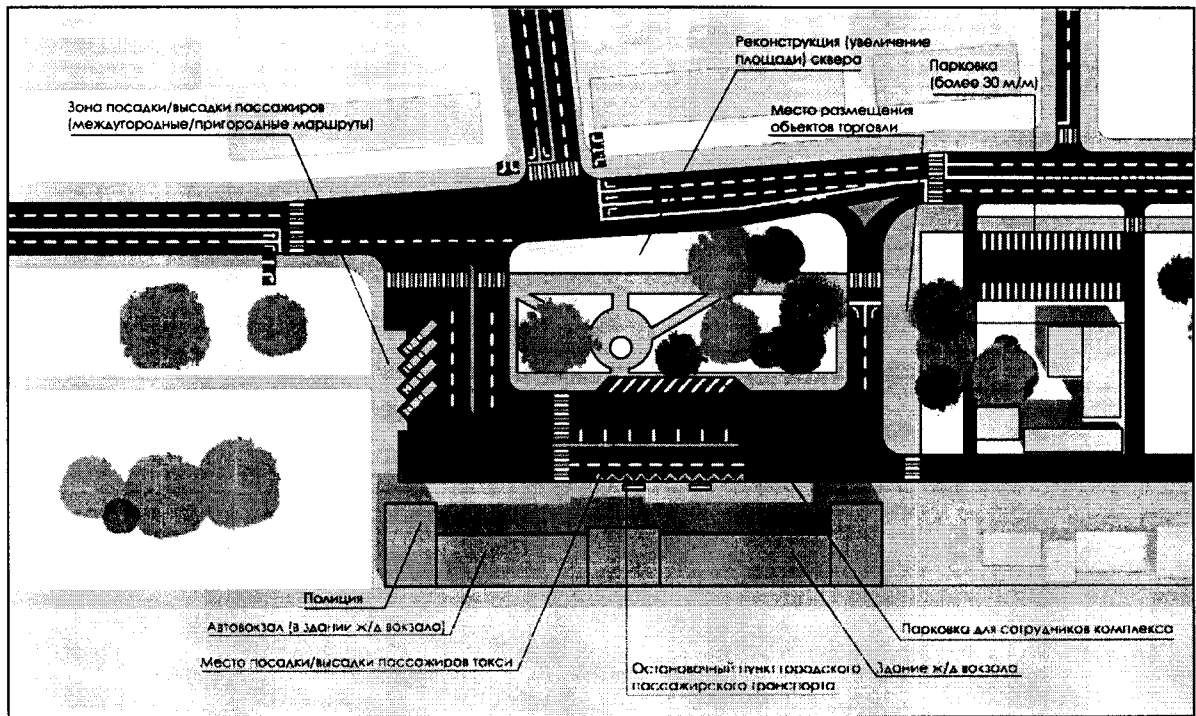 Реконструкция (увеличение
площади) сквера
Парковка
(более 30 м/м)
Зона посадки/высадки пассажиров
(междугородные/пригородные маршруты)
Место размещения
объектов торговли
Полиция
Автовокзал (в здании ж/д вокзала)
Место посадки/высадки пассажиров такси
Остановочный пункт городского
пассажирского транспорта
Здание ж/д вокзала
Парковка для сотрудников комплекса